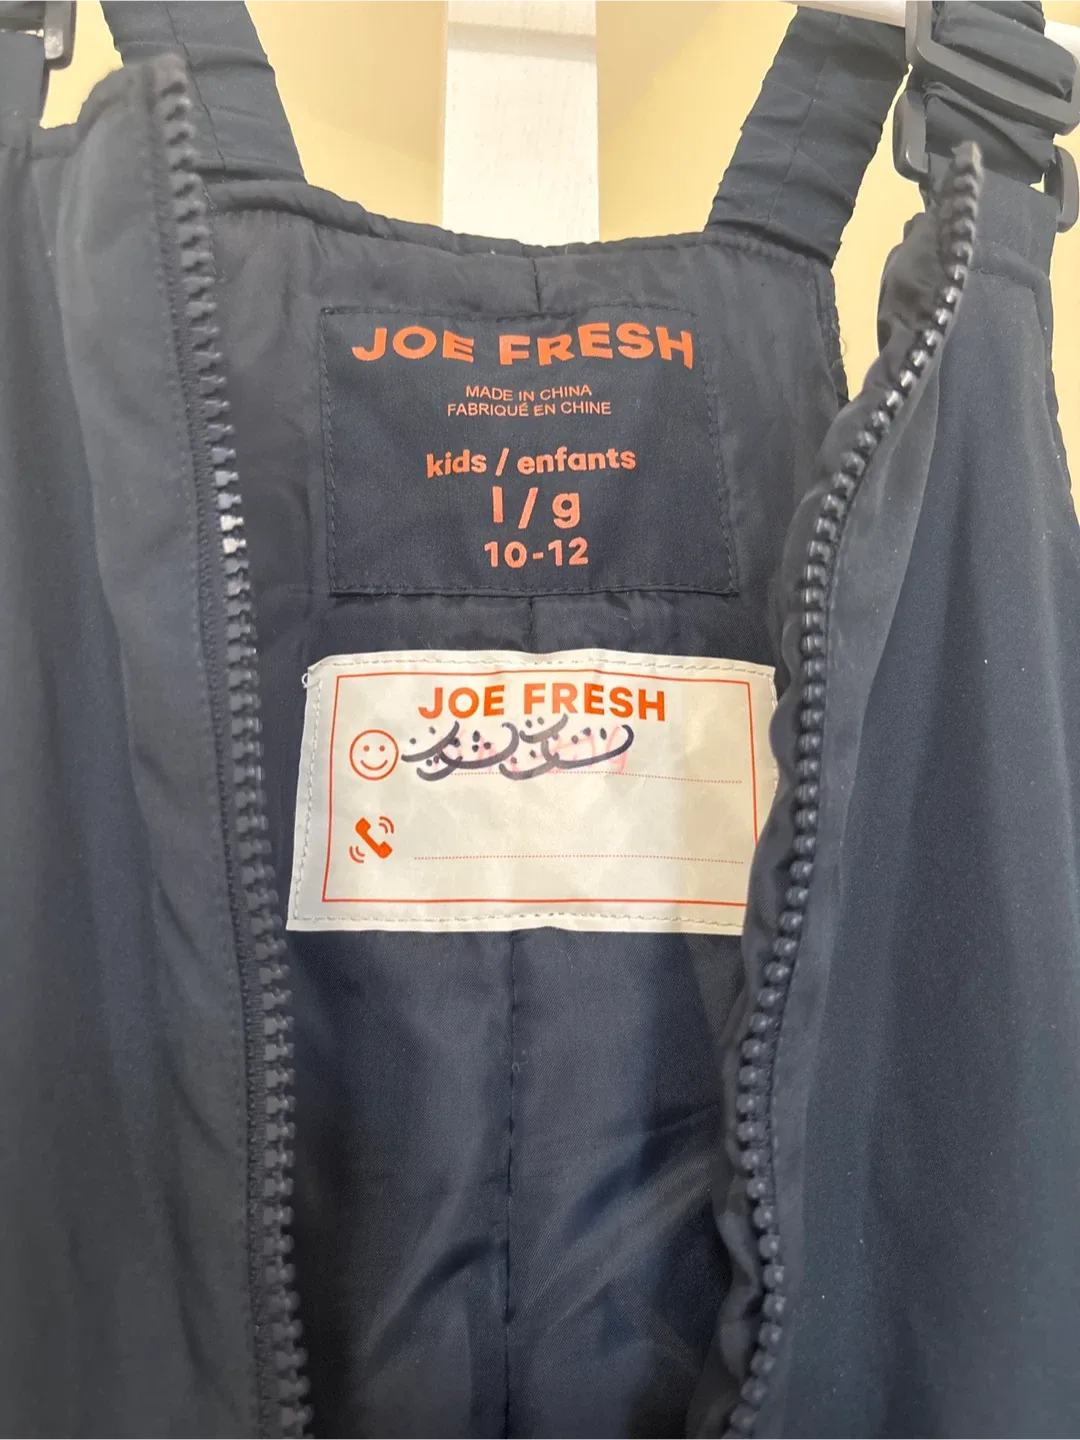 JOE FRESH
MADE IN CHINA
FABRIQUÉ EN CHINE
kids / enfants
l / g
10-12
JOE FRESH